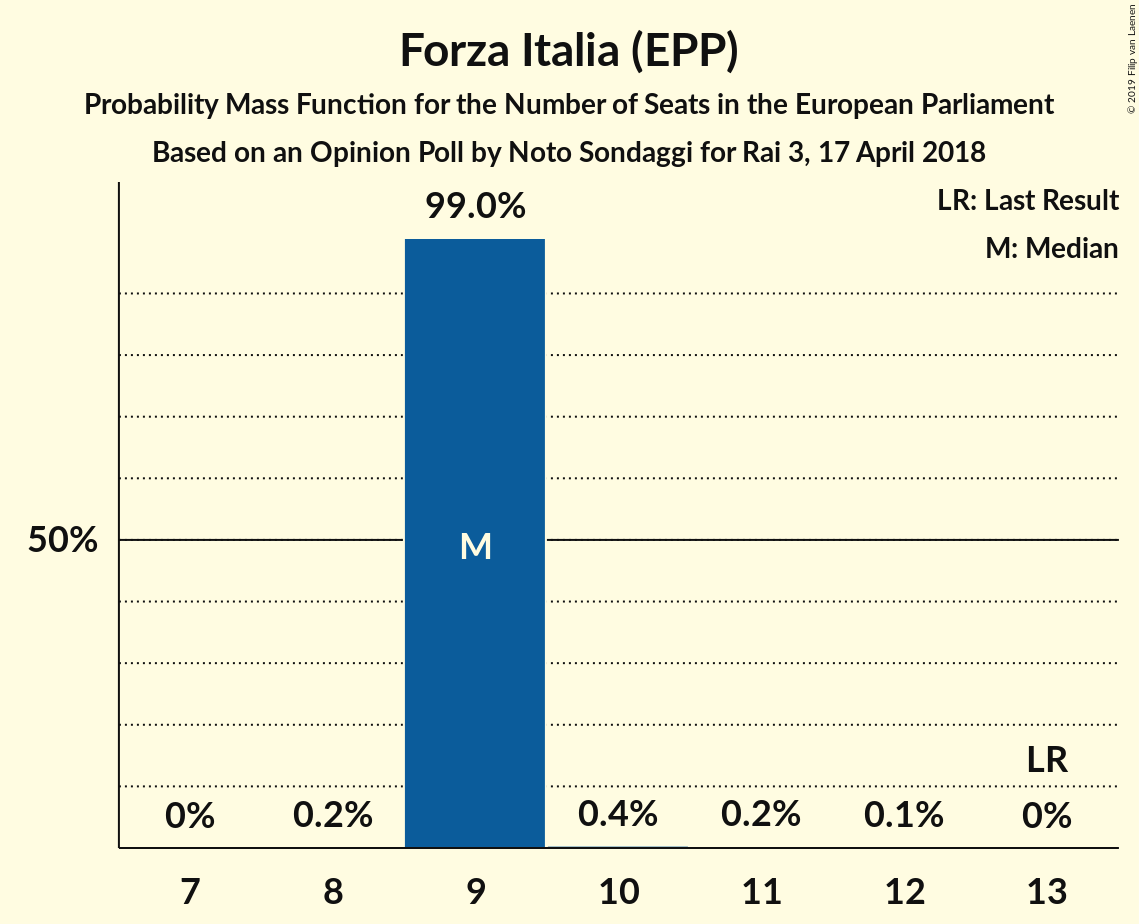 Forza Italia (EPP)
Probability Mass Function for the Number of Seats in the European Parliament
Based on an Opinion Poll by Noto Sondaggi for Rai 3, 17 April 2018
© 2019 Filip van Laenen
LR: Last Result
M: Median
99.0%
50%
M
LR
0% 0.2% 0.4% 0.2% 0.1% 0%
7 8 9 10 11 12 13